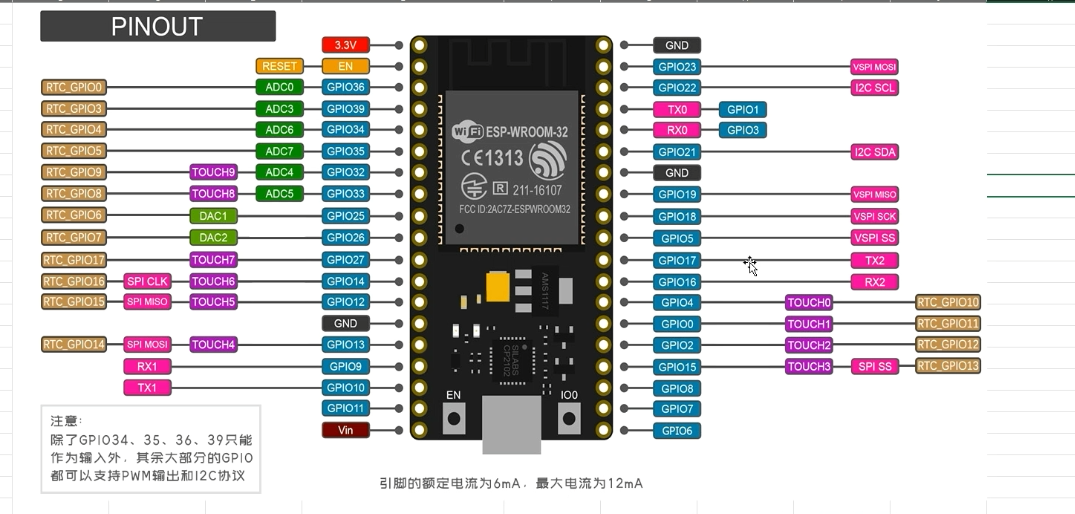 PINOUT
3.3V GND
RESET EN GPIO23 VSPI MOSI
RTC_GPIO0 ADC0 GPIO36 GPIO22 I2C SCL
RTC_GPIO3 ADC3 GPIO39 TX0 GPIO1
RTC_GPIO4 ADC6 GPIO34 RX0 GPIO3
RTC_GPIO5 ADC7 GPIO35 GPIO21 I2C SDA
RTC_GPIO9 TOUCH9 ADC4 GPIO32 GND
RTC_GPIO8 TOUCH8 ADC5 GPIO33 GPIO19 VSPI MISO
RTC_GPIO6 DAC1 GPIO25 GPIO18 VSPI SCK
RTC_GPIO7 DAC2 GPIO26 GPIO5 VSPI SS
RTC_GPIO17 TOUCH7 GPIO27 GPIO17 TX2
RTC_GPIO16 SPI CLK TOUCH6 GPIO14 GPIO16 RX2
RTC_GPIO15 SPI MISO TOUCH5 GPIO12 GPIO4 TOUCH0 RTC_GPIO10
GND GPIO0 TOUCH1 RTC_GPIO11
RTC_GPIO14 SPI MOSI TOUCH4 GPIO13 GPIO2 TOUCH2 RTC_GPIO12
RX1 GPIO9 GPIO15 TOUCH3 SPI SS RTC_GPIO13
TX1 GPIO10 GPIO8
GPIO11 GPIO7
Vin GPIO6
WiFi ESP-WROOM-32
CE1313
R 211-16107
FCC ID:2AC7Z-ESPWROOM32
AMS1117
SILABS
CP2102
EN IO0
注意:
除了GPIO34、35、36、39只能
作为输入外，其余大部分的GPIO
都可以支持PWM输出和I2C协议
引脚的额定电流为6mA，最大电流为12mA